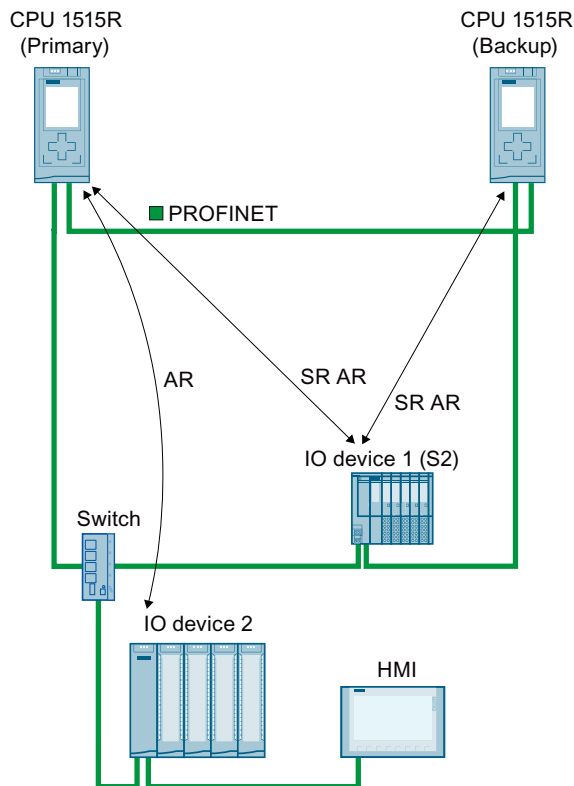 CPU 1515R
(Primary)
CPU 1515R
(Backup)
PROFINET
AR
SR AR
SR AR
IO device 1 (S2)
Switch
IO device 2
HMI